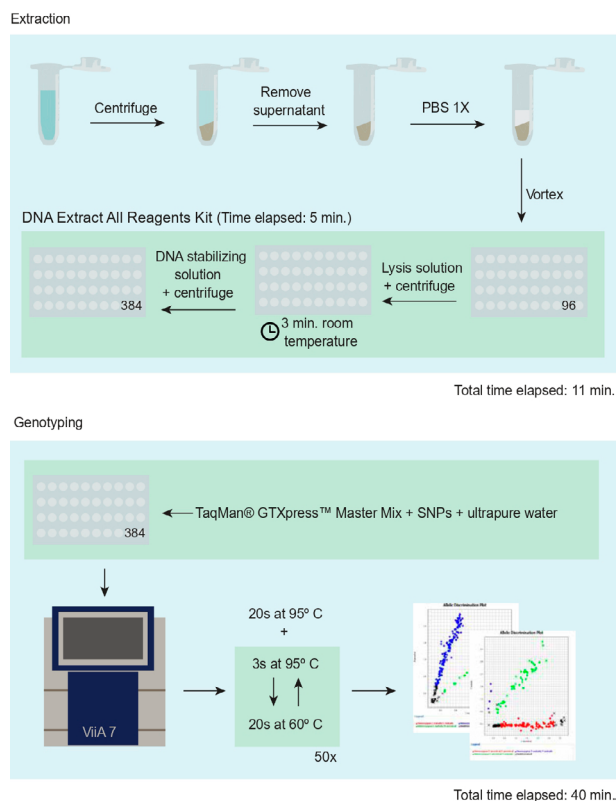 Extraction
Centrifuge
Remove
supernatant
PBS 1X
Vortex
DNA Extract All Reagents Kit (Time elapsed: 5 min.)
384
DNA stabilizing
solution
+ centrifuge
3 min. room
temperature
Lysis solution
+ centrifuge
96
Total time elapsed: 11 min.
Genotyping
384
TaqMan® GTXpress™ Master Mix + SNPs + ultrapure water
ViiA 7
20s at 95º C
+
3s at 95º C
20s at 60º C
50x
Allelic Discrimination Plot
Allelic Discrimination Plot
Total time elapsed: 40 min.